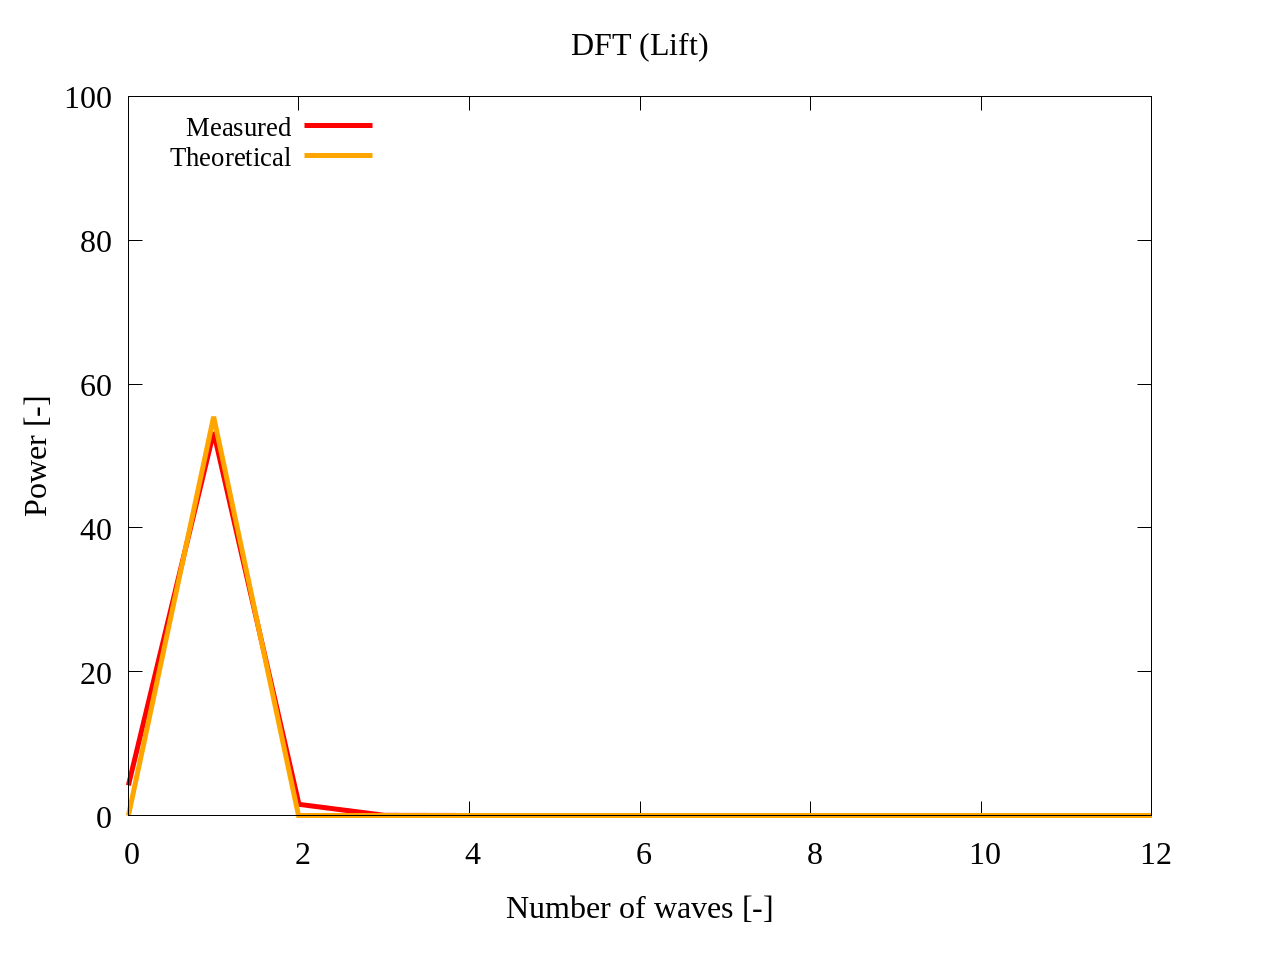 DFT (Lift)
100
Measured
Theoretical
80
60
40
20
0
Power [-]
0 2 4 6 8 10 12
Number of waves [-]